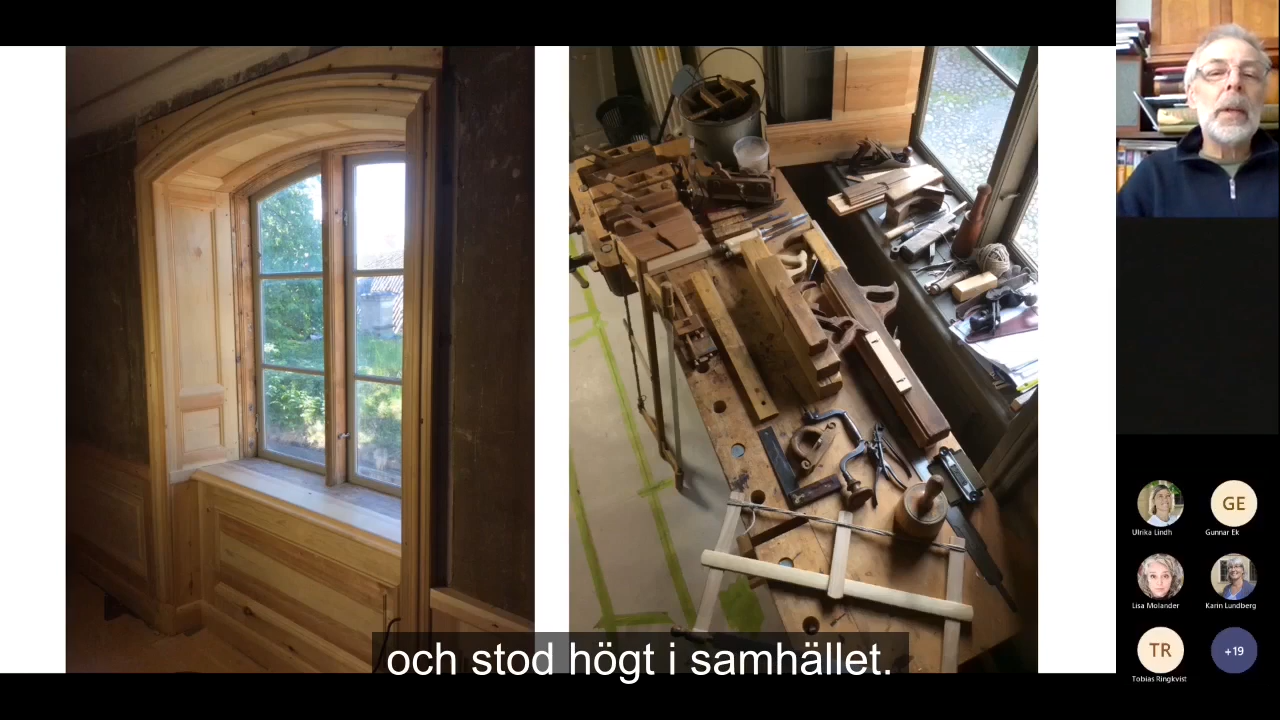 och stod högt i samhället.
Ulrika Lindh
GE
Gunnar Ek
Lisa Molander
Karin Lundberg
TR
Tobias Ringkvist
+19